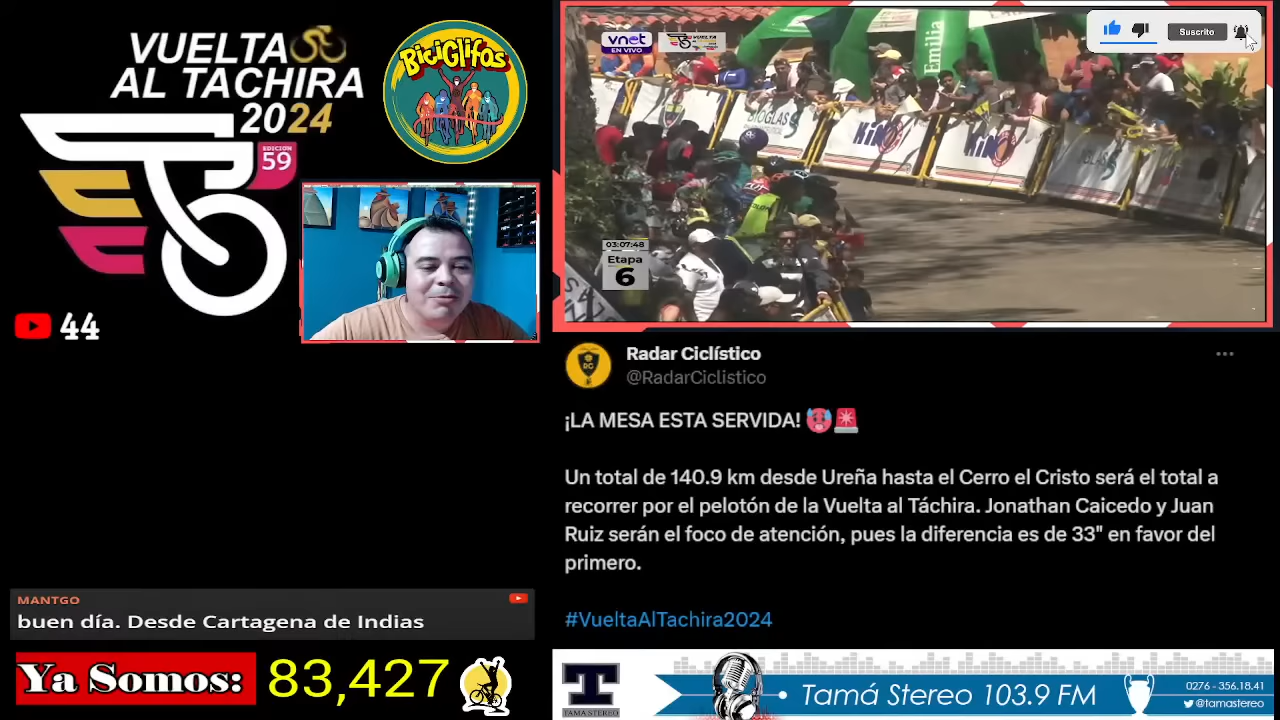 VUELTA
AL TACHIRA
2024
EDICION
59
BiciGlifos
44
vnet
EN VIVO
Suscrito
Emilia
BIOGLASS
KINO
KINO
03:07:48
Etapa
6
Radar Ciclístico
@RadarCiclistico
¡LA MESA ESTA SERVIDA!
Un total de 140.9 km desde Ureña hasta el Cerro el Cristo será el total a
recorrer por el pelotón de la Vuelta al Táchira. Jonathan Caicedo y Juan
Ruiz serán el foco de atención, pues la diferencia es de 33" en favor del
primero.
#VueltaAlTachira2024
MANTGO
buen día. Desde Cartagena de Indias
Ya Somos: 83,427
T
TAMA STEREO
Tamá Stereo 103.9 FM
0276 - 356.18.41
@tamastereo